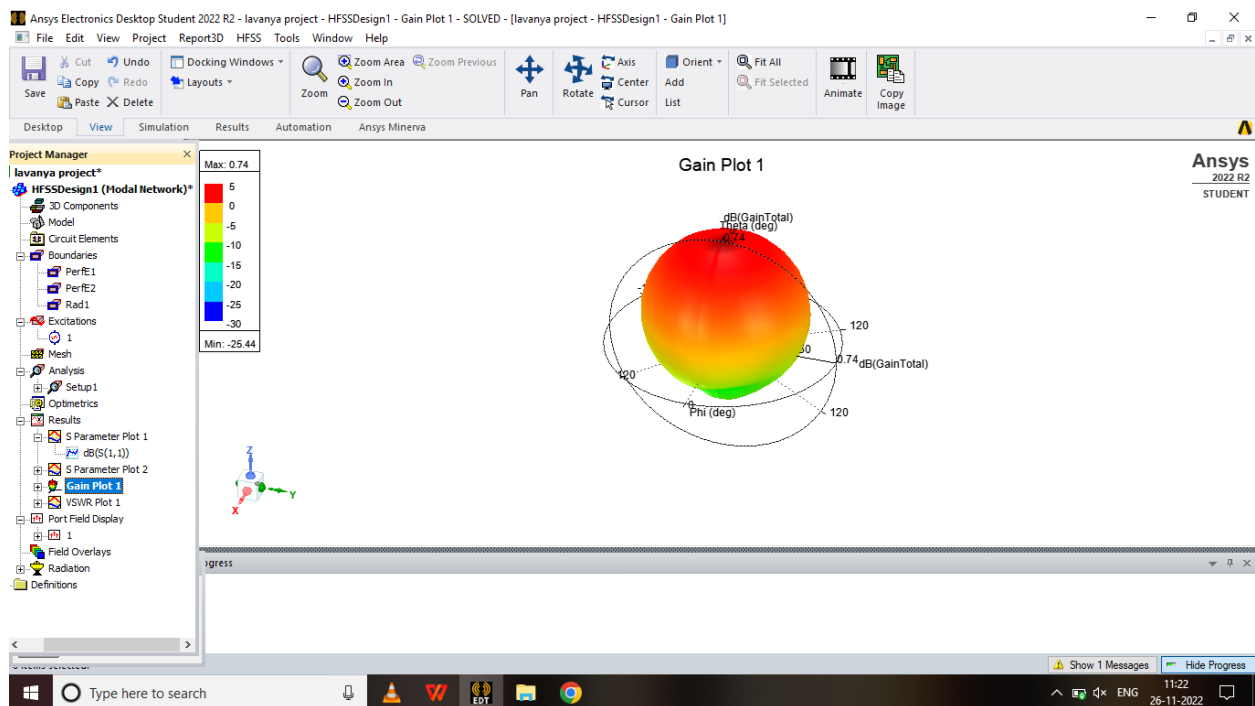 Ansys Electronics Desktop Student 2022 R2 - lavanya project - HFSSDesign1 - Gain Plot 1 - SOLVED - [lavanya project - HFSSDesign1 - Gain Plot 1]
File Edit View Project Report3D HFSS Tools Window Help
Save
Cut Undo
Copy Redo
Paste Delete
Docking Windows
Layouts
Zoom
Zoom Area Zoom Previous
Zoom In
Zoom Out
Pan
Rotate
Axis
Center
Cursor
Orient
Add
List
Fit All
Fit Selected
Animate
Copy
Image
Desktop View Simulation Results Automation Ansys Minerva
Project Manager
lavanya project*
HFSSDesign1 (Modal Network)*
3D Components
Model
Circuit Elements
Boundaries
PerfE1
PerfE2
Rad1
Excitations
1
Mesh
Analysis
Setup1
Optimetrics
Results
S Parameter Plot 1
dB(S(1,1))
S Parameter Plot 2
Gain Plot 1
VSWR Plot 1
Port Field Display
1
Field Overlays
Radiation
Definitions
Max: 0.74
5
0
-5
-10
-15
-20
-25
-30
Min: -25.44
Gain Plot 1
Ansys
2022 R2
STUDENT
dB(GainTotal)
Theta (deg)
0.74
120
0.74 dB(GainTotal)
120
120
Phi (deg)
Z
Y
X
ogress
Show 1 Messages Hide Progress
Type here to search
EDT
ENG
11:22
26-11-2022